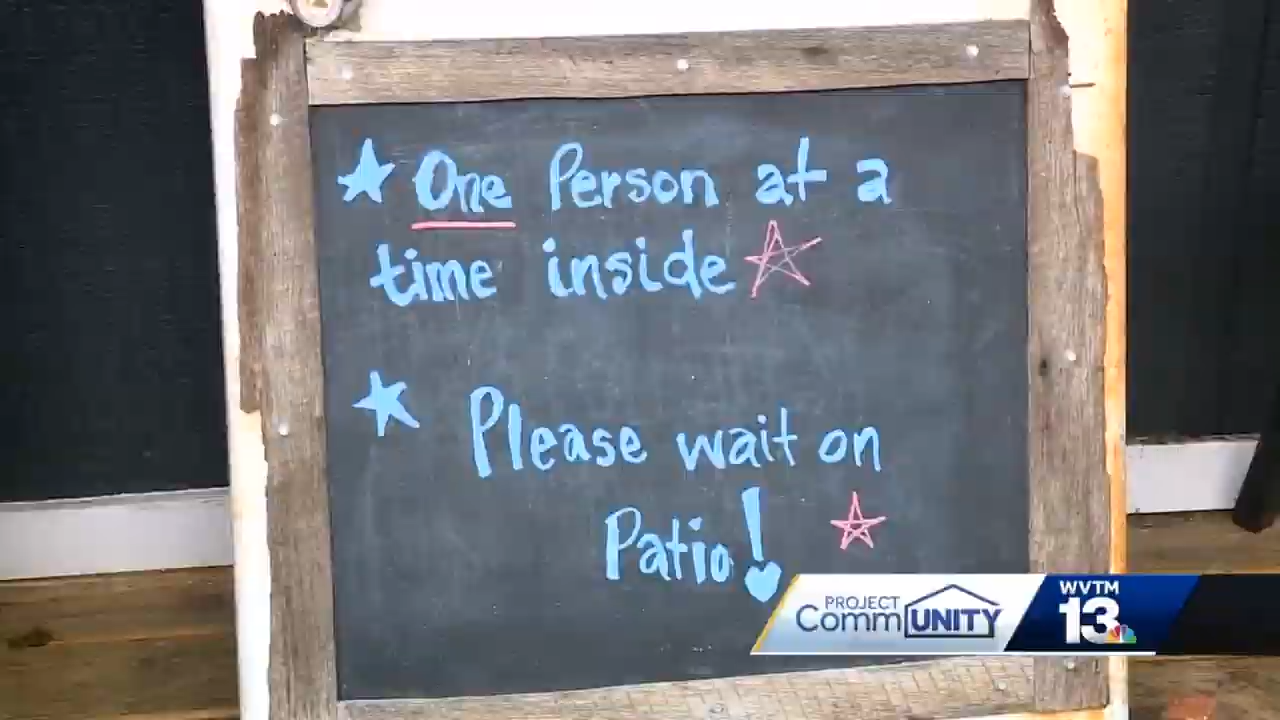 One Person at a
time inside
Please wait on
Patio!
PROJECT
CommUNITY
WVTM
13